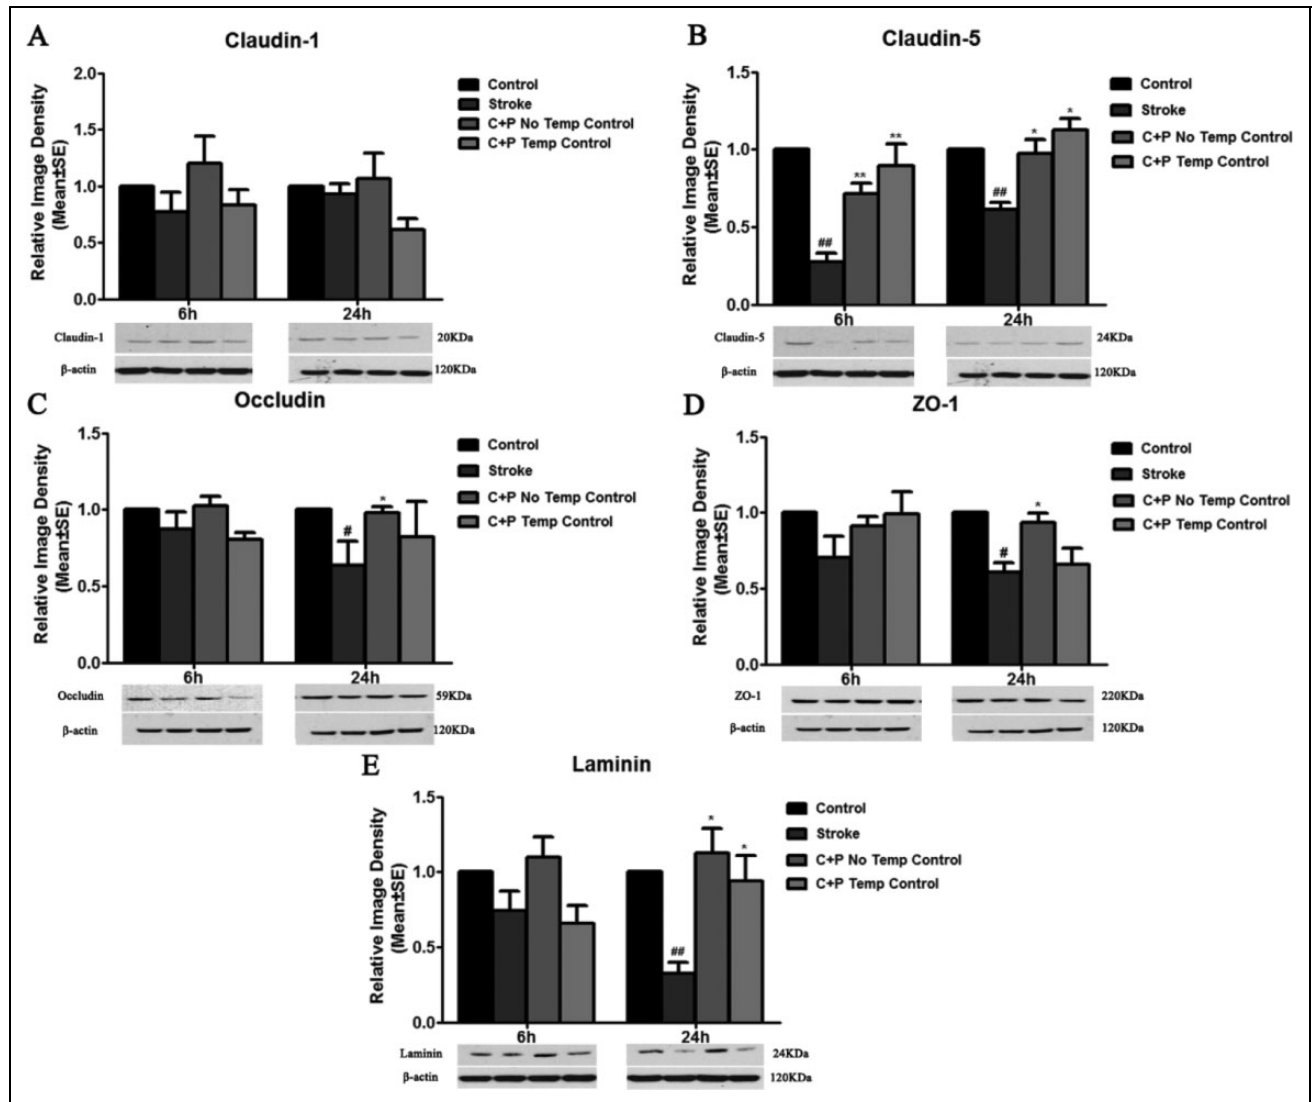 A
Claudin-1
Relative Image Density
(Mean±SE)
2.0
1.5
1.0
0.5
0.0
6h
24h
Control
Stroke
C+P No Temp Control
C+P Temp Control
Claudin-1
20KDa
β-actin
120KDa
B
Claudin-5
Relative Image Density
(Mean±SE)
1.5
1.0
0.5
0.0
##
**
**
##
*
*
6h
24h
Control
Stroke
C+P No Temp Control
C+P Temp Control
Claudin-5
24KDa
β-actin
120KDa
C
Occludin
Relative Image Density
(Mean±SE)
1.5
1.0
0.5
0.0
#
*
6h
24h
Control
Stroke
C+P No Temp Control
C+P Temp Control
Occludin
59KDa
β-actin
120KDa
D
ZO-1
Relative Image Density
(Mean±SE)
1.5
1.0
0.5
0.0
#
*
6h
24h
Control
Stroke
C+P No Temp Control
C+P Temp Control
ZO-1
220KDa
β-actin
120KDa
E
Laminin
Relative Image Density
(Mean±SE)
1.5
1.0
0.5
0.0
##
*
*
6h
24h
Control
Stroke
C+P No Temp Control
C+P Temp Control
Laminin
24KDa
β-actin
120KDa